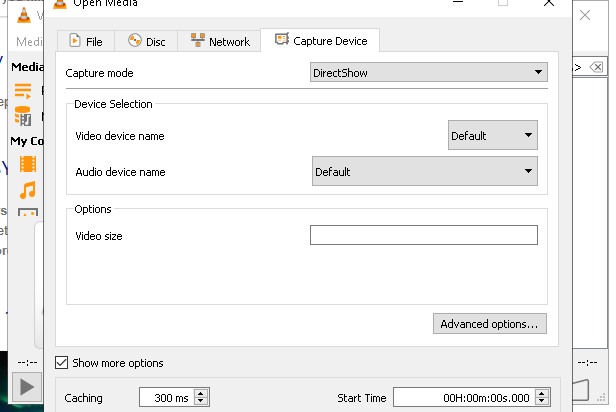 Open Media
Medi
File
Disc
Network
Capture Device
Media
Capture mode
DirectShow
>
Device Selection
Video device name
Default
My Co
Audio device name
Default
Options
Video size
Advanced options...
--:--
Show more options
--:--
Caching
300 ms
Start Time
00H:00m:00s.000